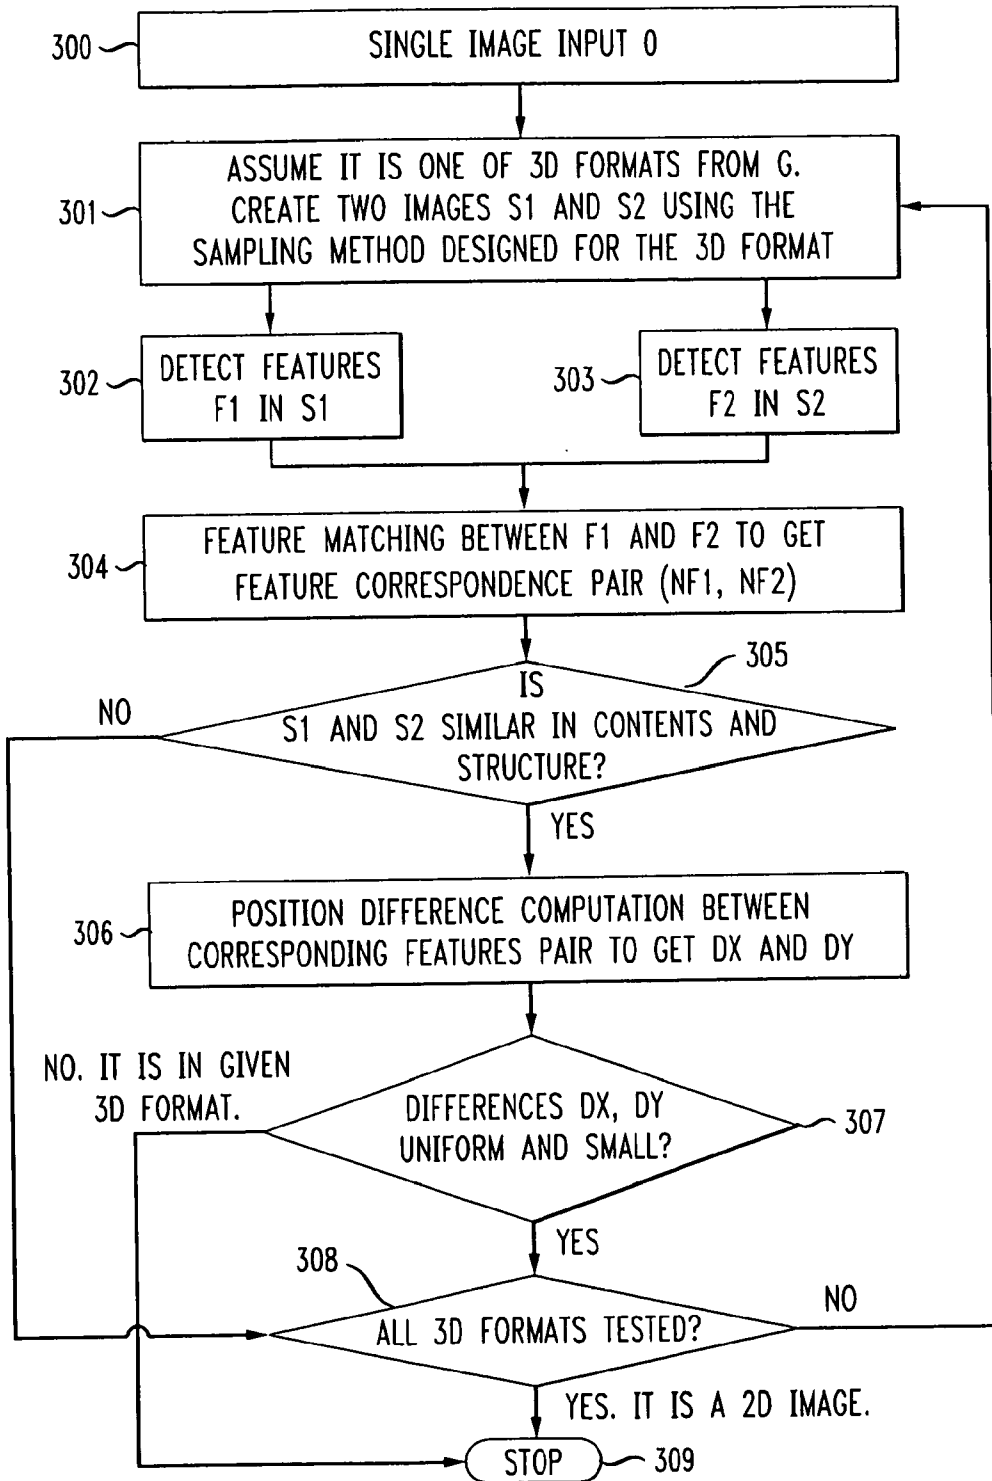 300
SINGLE IMAGE INPUT O
301
ASSUME IT IS ONE OF 3D FORMATS FROM G.
CREATE TWO IMAGES S1 AND S2 USING THE
SAMPLING METHOD DESIGNED FOR THE 3D FORMAT
302
DETECT FEATURES
F1 IN S1
303
DETECT FEATURES
F2 IN S2
304
FEATURE MATCHING BETWEEN F1 AND F2 TO GET
FEATURE CORRESPONDENCE PAIR (NF1, NF2)
305
IS
S1 AND S2 SIMILAR IN CONTENTS AND
STRUCTURE?
NO
YES
306
POSITION DIFFERENCE COMPUTATION BETWEEN
CORRESPONDING FEATURES PAIR TO GET DX AND DY
NO. IT IS IN GIVEN
3D FORMAT.
DIFFERENCES DX, DY
UNIFORM AND SMALL?
307
YES
308
ALL 3D FORMATS TESTED?
NO
YES. IT IS A 2D IMAGE.
STOP
309